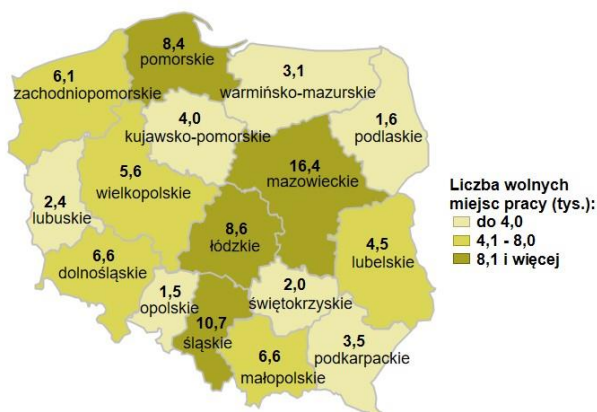 8,4
pomorskie
6,1
zachodniopomorskie
3,1
warmińsko-mazurskie
4,0
kujawsko-pomorskie
1,6
podlaskie
16,4
mazowieckie
5,6
wielkopolskie
2,4
lubuskie
8,6
łódzkie
4,5
lubelskie
6,6
dolnośląskie
1,5
opolskie
2,0
świętokrzyskie
10,7
śląskie
6,6
małopolskie
3,5
podkarpackie
Liczba wolnych
miejsc pracy (tys.):
do 4,0
4,1 - 8,0
8,1 i więcej